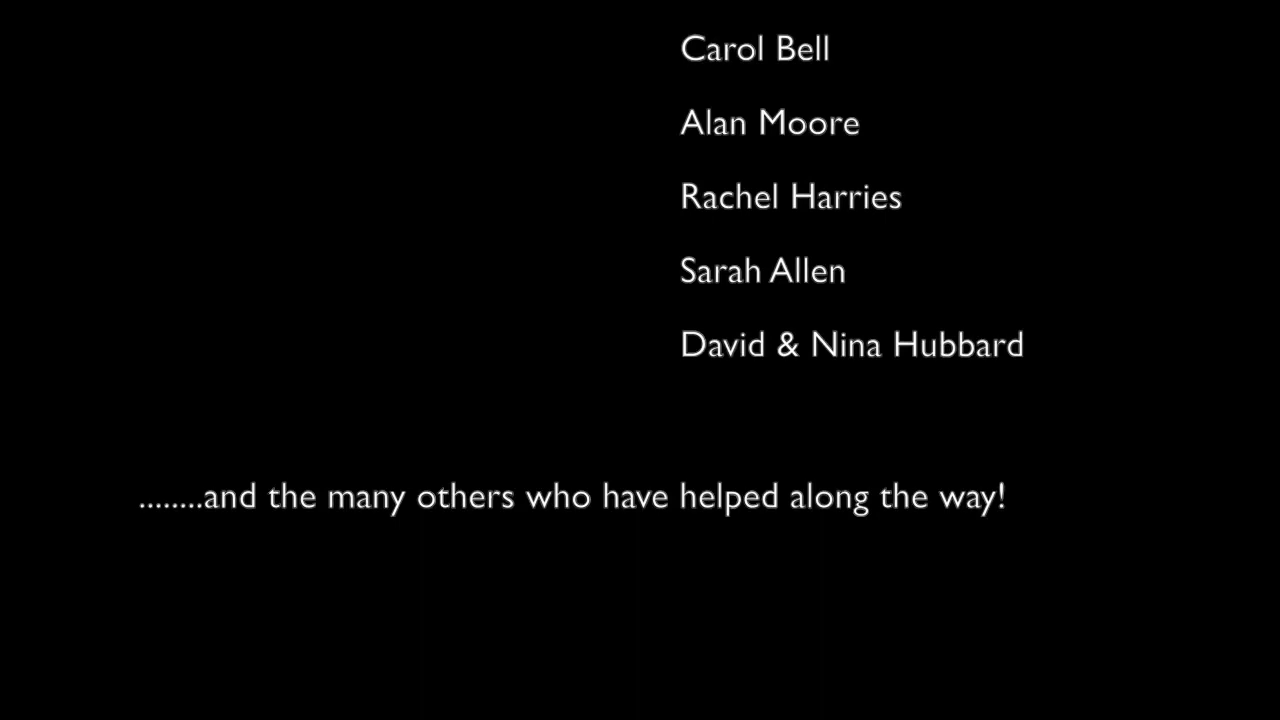 Carol Bell
Alan Moore
Rachel Harries
Sarah Allen
David & Nina Hubbard
........and the many others who have helped along the way!